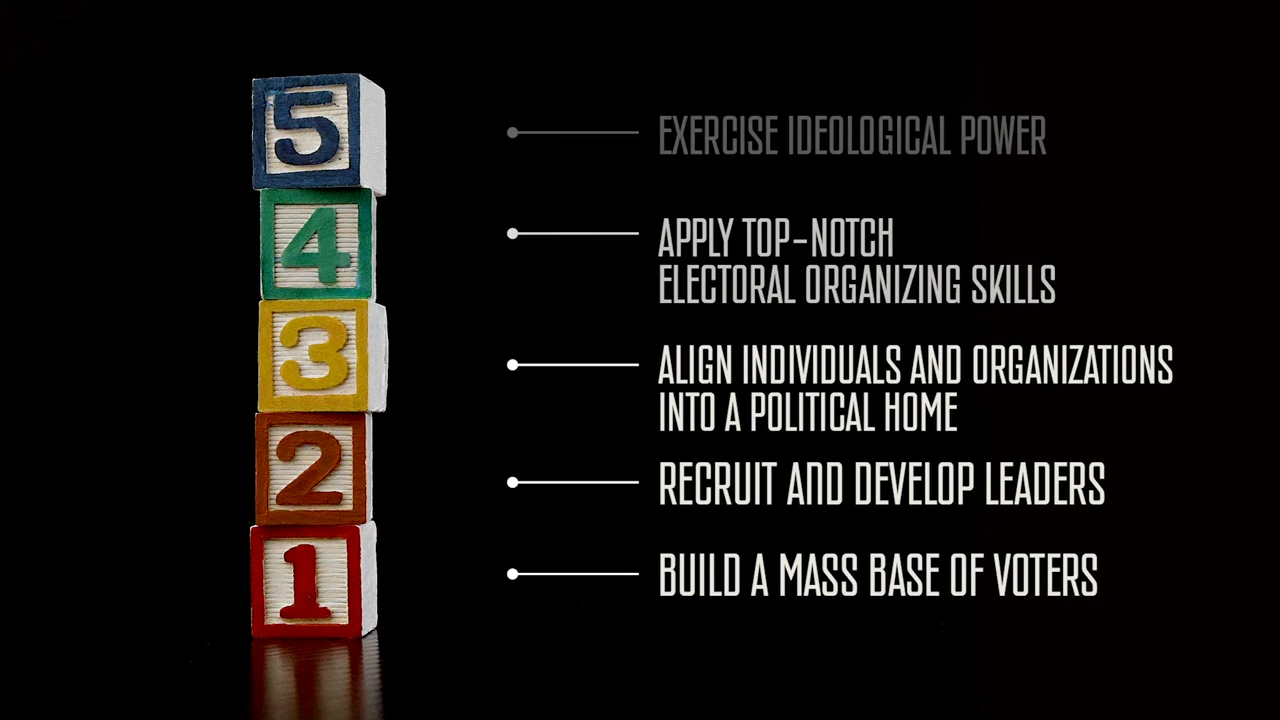 5
EXERCISE IDEOLOGICAL POWER
4
APPLY TOP-NOTCH
ELECTORAL ORGANIZING SKILLS
3
ALIGN INDIVIDUALS AND ORGANIZATIONS
INTO A POLITICAL HOME
2
RECRUIT AND DEVELOP LEADERS
1
BUILD A MASS BASE OF VOTERS